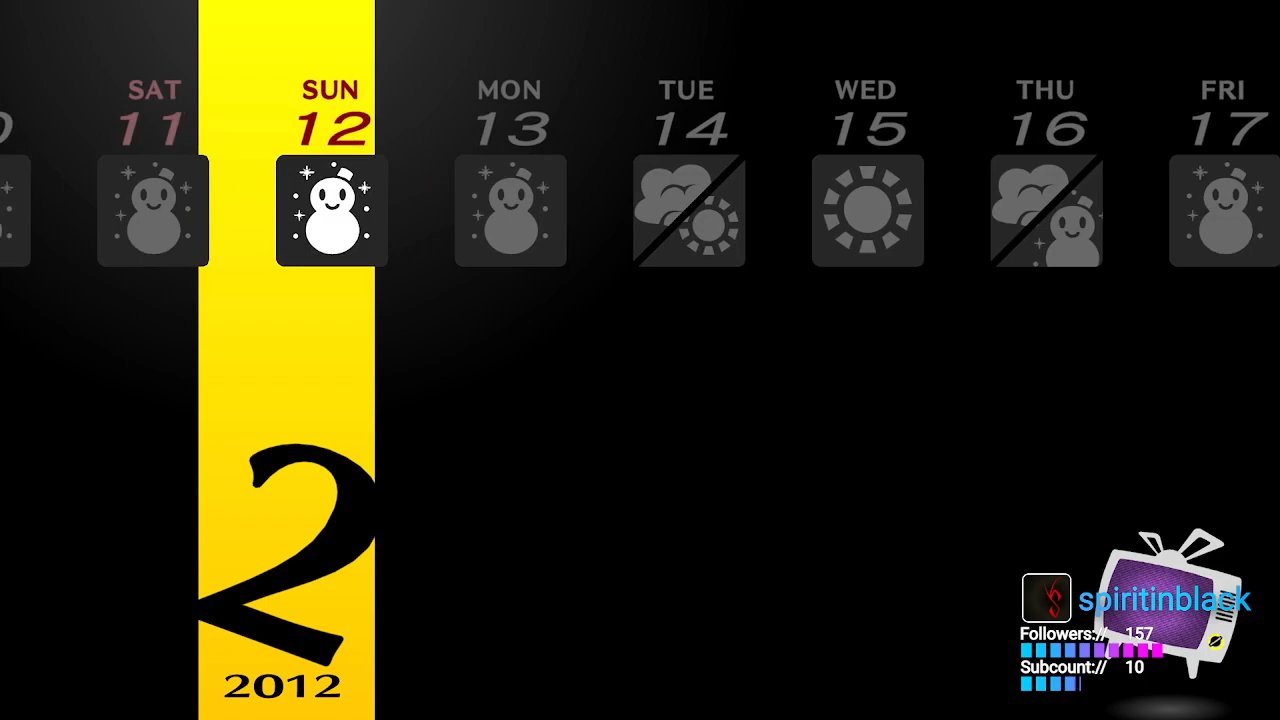 SAT SUN MON TUE WED THU FRI
11 12 13 14 15 16 17
2
2012
spiritinblack
Followers:// 157
Subcount:// 10